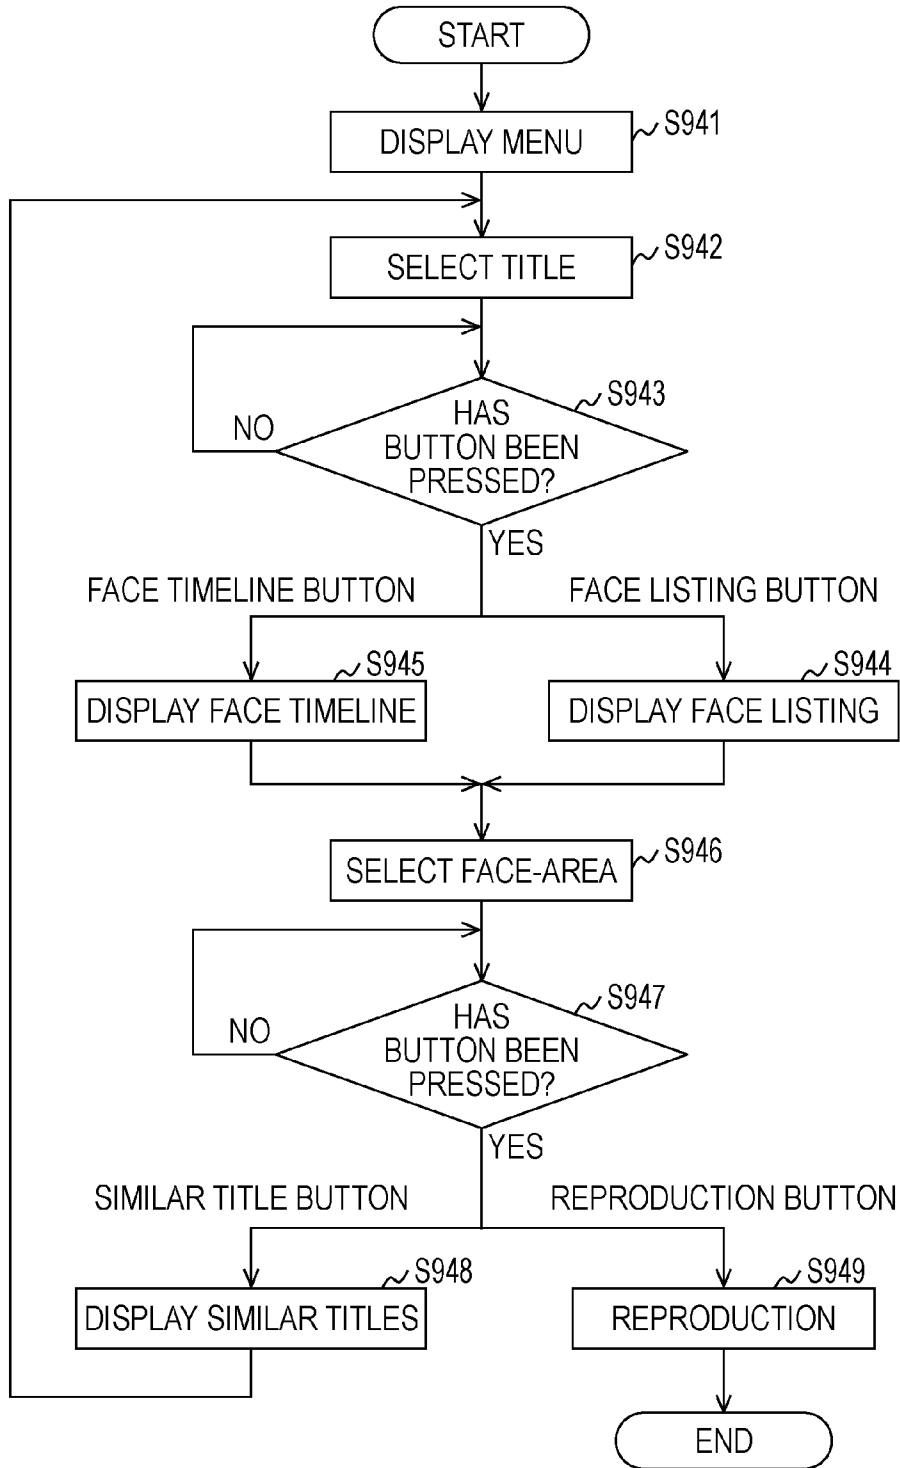 START
DISPLAY MENU
S941
SELECT TITLE
S942
HAS
BUTTON BEEN
PRESSED?
S943
NO
YES
FACE TIMELINE BUTTON
FACE LISTING BUTTON
S945
DISPLAY FACE TIMELINE
S944
DISPLAY FACE LISTING
SELECT FACE-AREA
S946
HAS
BUTTON BEEN
PRESSED?
S947
NO
YES
SIMILAR TITLE BUTTON
REPRODUCTION BUTTON
S948
DISPLAY SIMILAR TITLES
S949
REPRODUCTION
END